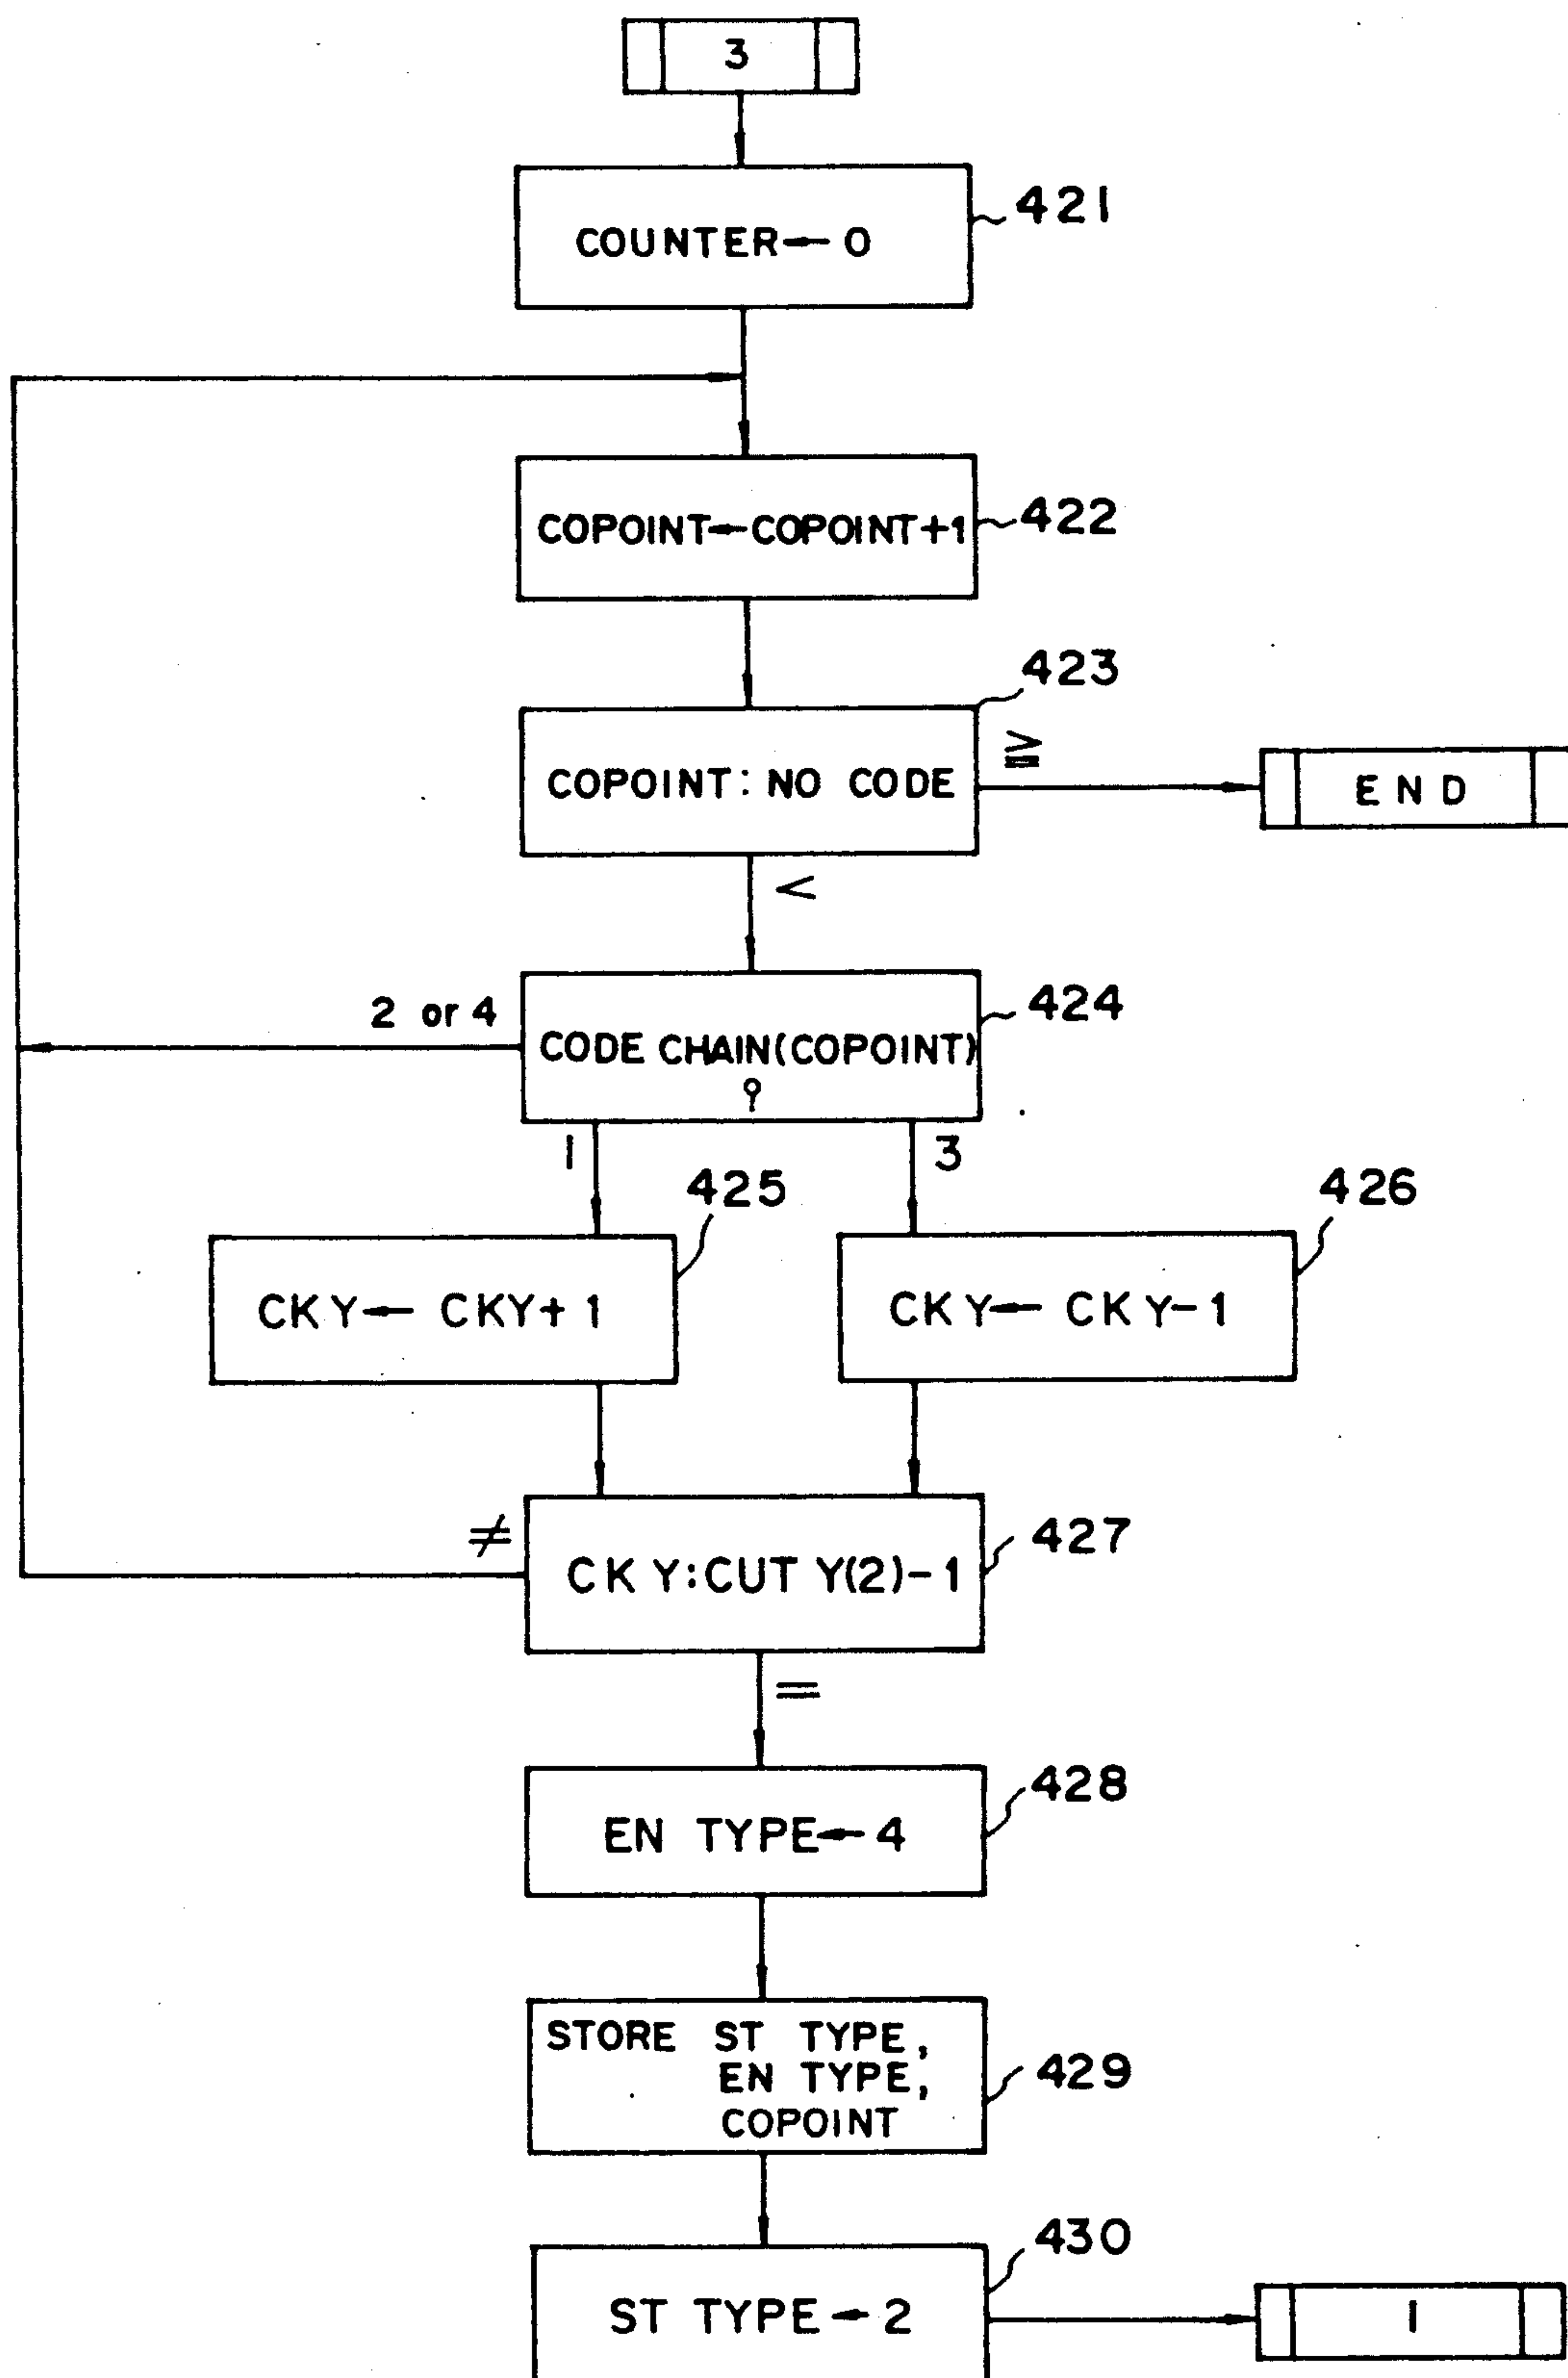 3
COUNTER←0
421
COPOINT←COPOINT+1
422
423
COPOINT: NO CODE
≧
END
<
2 or 4
CODE CHAIN(COPOINT)
?
424
1
3
425
426
CKY←CKY+1
CKY←CKY-1
≠
CKY:CUT Y(2)-1
427
=
EN TYPE←4
428
STORE ST TYPE,
EN TYPE,
COPOINT
429
ST TYPE←2
430
1